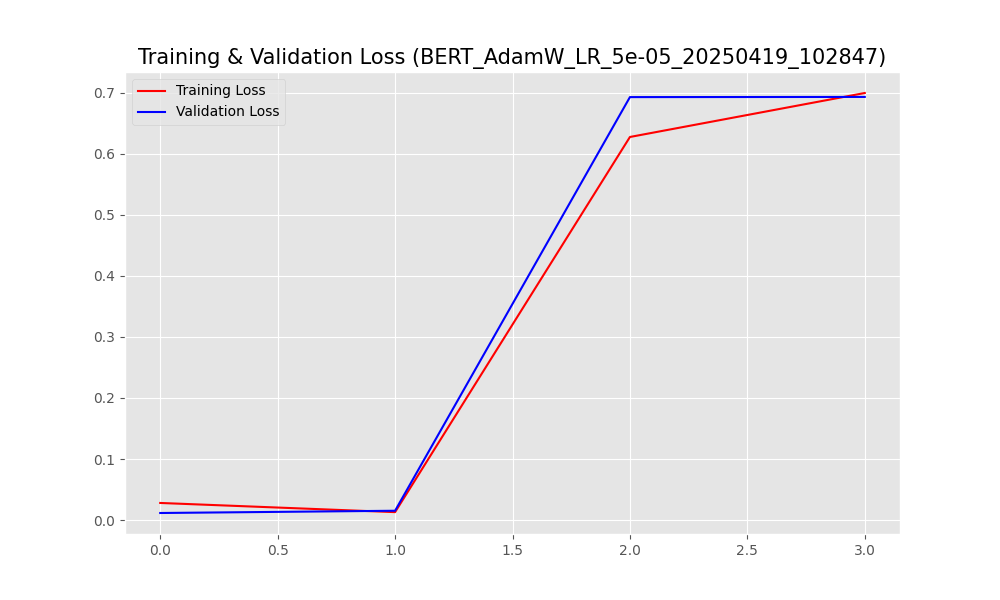 Training & Validation Loss (BERT_AdamW_LR_5e-05_20250419_102847)
Training Loss
Validation Loss
0.7
0.6
0.5
0.4
0.3
0.2
0.1
0.0
0.0 0.5 1.0 1.5 2.0 2.5 3.0